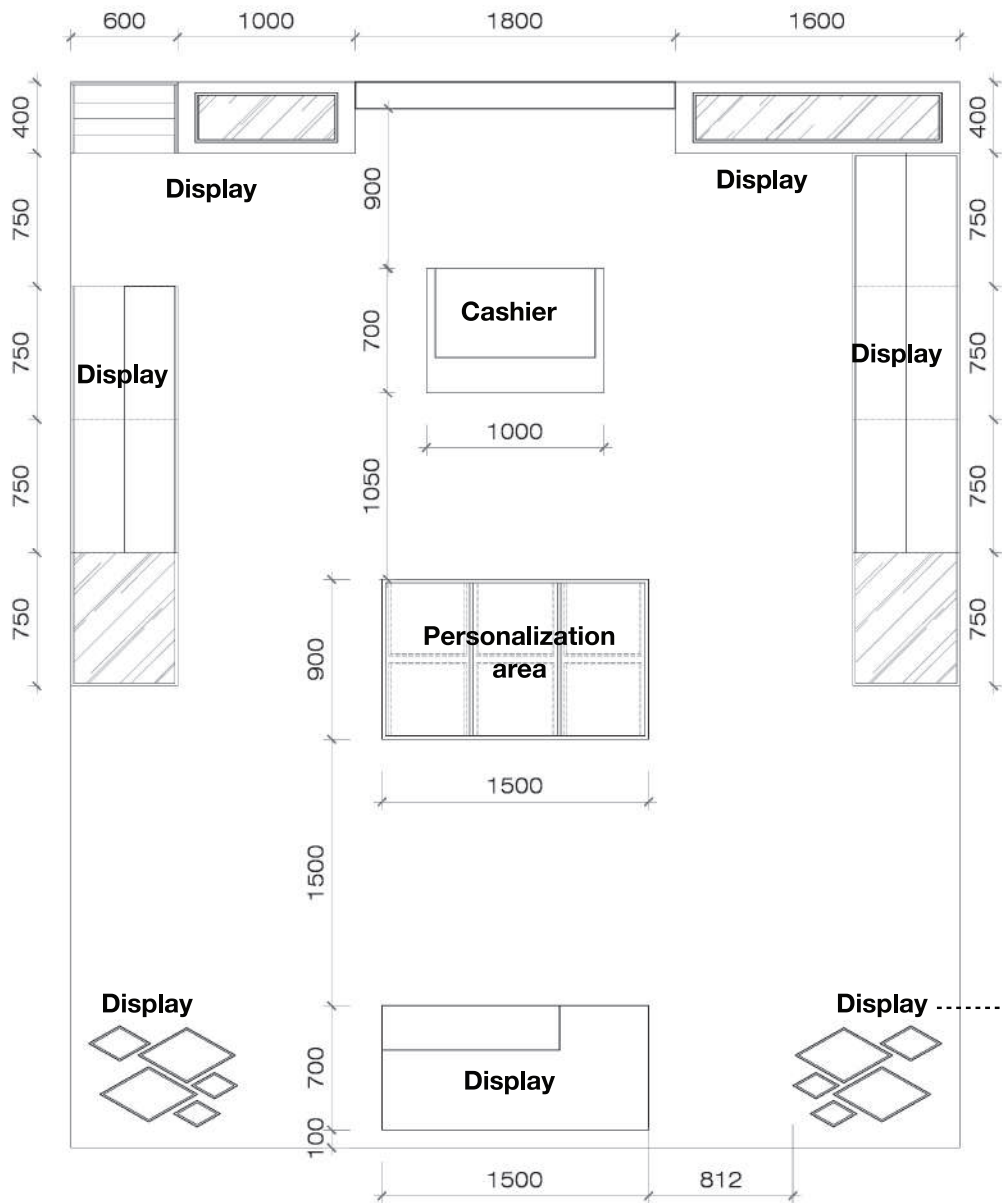 600 1000 1800 1600
400 400
Display Display
900
750 750
Cashier
700
750 Display Display 750
1000
1050
750 750
Personalization
area
900
750 750
1500
1500
Display Display
700
Display
100
1500 812